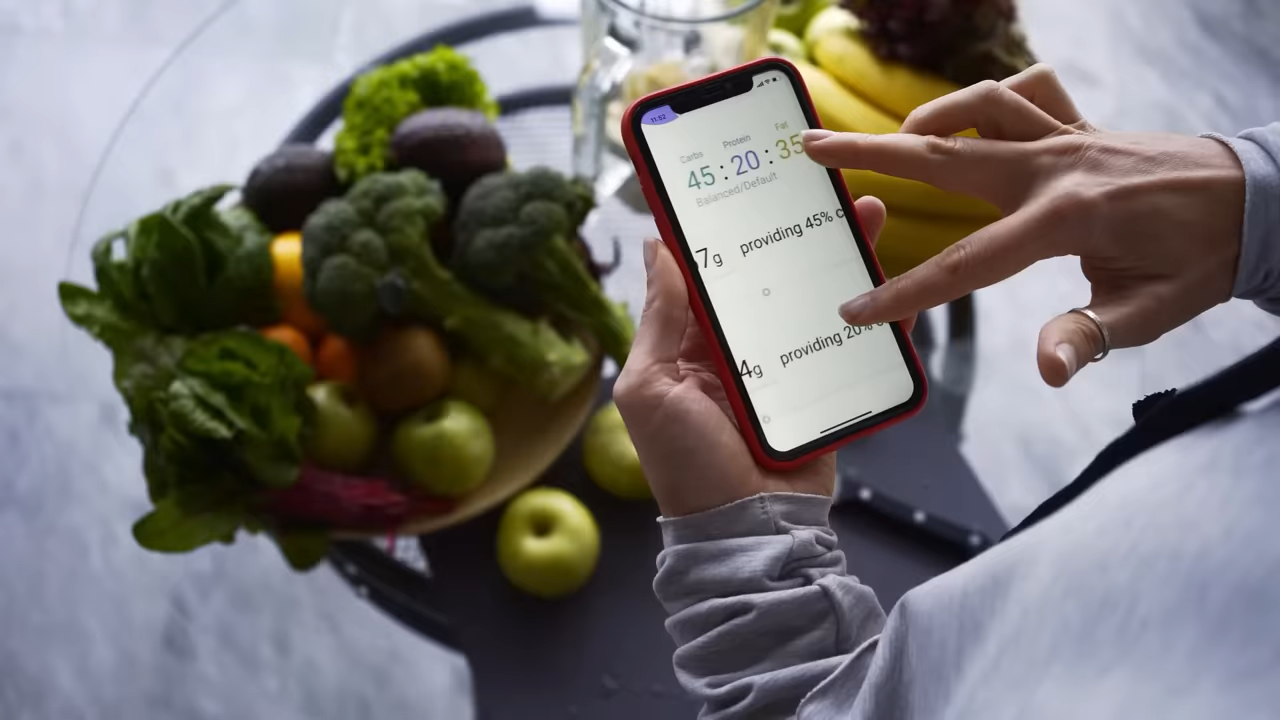 11:52
Carbs Protein Fat
45 : 20 : 35
Balanced/Default
7g providing 45% c
4g providing 20%